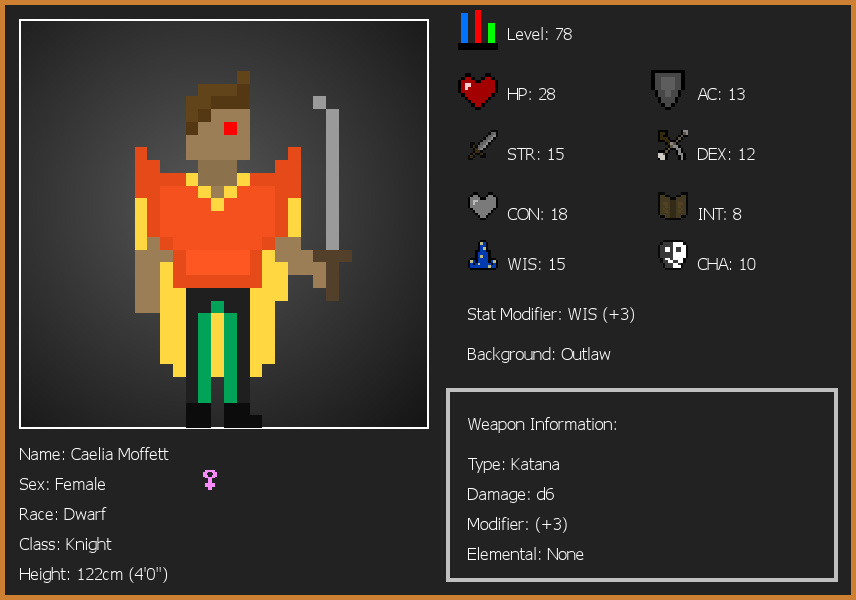 Level: 78
HP: 28
AC: 13
STR: 15
DEX: 12
CON: 18
INT: 8
WIS: 15
CHA: 10
Stat Modifier: WIS (+3)
Background: Outlaw
Weapon Information:
Type: Katana
Damage: d6
Modifier: (+3)
Elemental: None
Name: Caelia Moffett
Sex: Female
Race: Dwarf
Class: Knight
Height: 122cm (4'0")